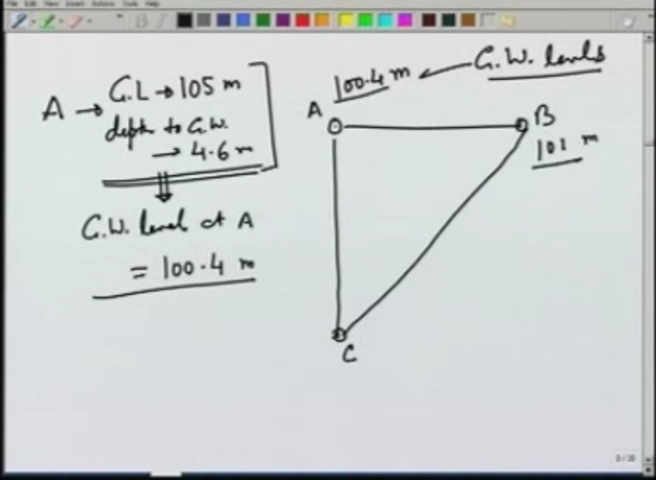 A → G.L → 105 m
depth to G.W.
→ 4.6 m
G.W. level at A
= 100.4 m
100.4 m ← G.W. levels
A
B
101 m
C